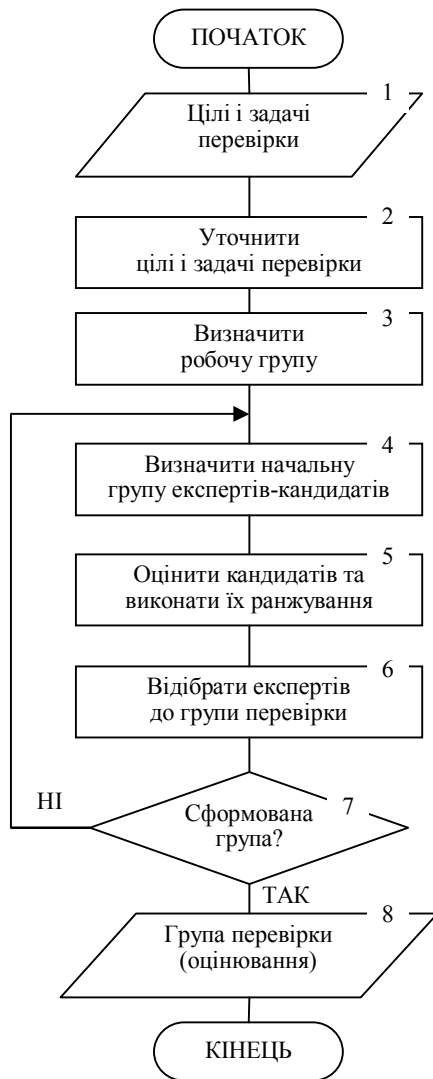 ПОЧАТОК
1
Цілі і задачі
перевірки
2
Уточнити
цілі і задачі перевірки
3
Визначити
робочу групу
4
Визначити начальну
групу експертів-кандидатів
5
Оцінити кандидатів та
виконати їх ранжування
6
Відібрати експертів
до групи перевірки
НІ
7
Сформована
група?
ТАК
8
Група перевірки
(оцінювання)
КІНЕЦЬ